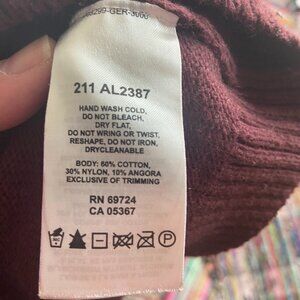 211 AL2387
HAND WASH COLD,
DO NOT BLEACH,
DRY FLAT,
DO NOT WRING OR TWIST.
RESHAPE, DO NOT IRON,
DRYCLEANABLE
BODY: 60% COTTON,
30% NYLON, 10% ANGORA
EXCLUSIVE OF TRIMMING
RN 69724
CA 05367